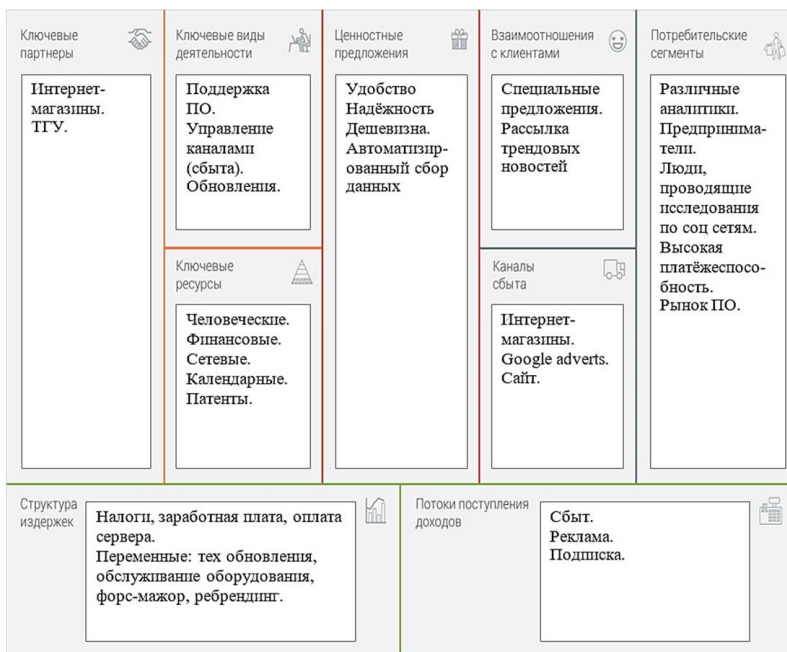 Ключевые
партнеры
Интернет-
магазины.
ТГУ.
Ключевые виды
деятельности
Поддержка
ПО.
Управление
каналами
(сбыта).
Обновления.
Ключевые
ресурсы
Человеческие.
Финансовые.
Сетевые.
Календарные.
Патенты.
Ценностные
предложения
Удобство
Надёжность
Дешевизна.
Автоматизир-
ованный сбор
данных
Взаимоотношения
с клиентами
Специальные
предложения.
Рассылка
трендовых
новостей
Каналы
сбыта
Интернет-
магазины.
Google adverts.
Сайт.
Потребительские
сегменты
Различные
аналитики.
Предпринима-
тели.
Люди,
проводящие
исследования
по соц сетям.
Высокая
платёжеспосо-
бность.
Рынок ПО.
Структура
издержек
Налоги, заработная плата, оплата
сервера.
Переменные: тех обновления,
обслуживание оборудования,
форс-мажор, ребрендинг.
Потоки поступления
доходов
Сбыт.
Реклама.
Подписка.